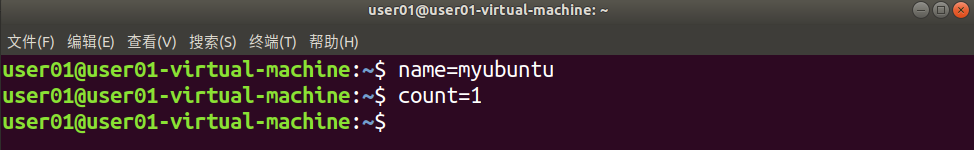 user01@user01-virtual-machine: ~
文件(F) 编辑(E) 查看(V) 搜索(S) 终端(T) 帮助(H)
user01@user01-virtual-machine:~$ name=myubuntu
user01@user01-virtual-machine:~$ count=1
user01@user01-virtual-machine:~$